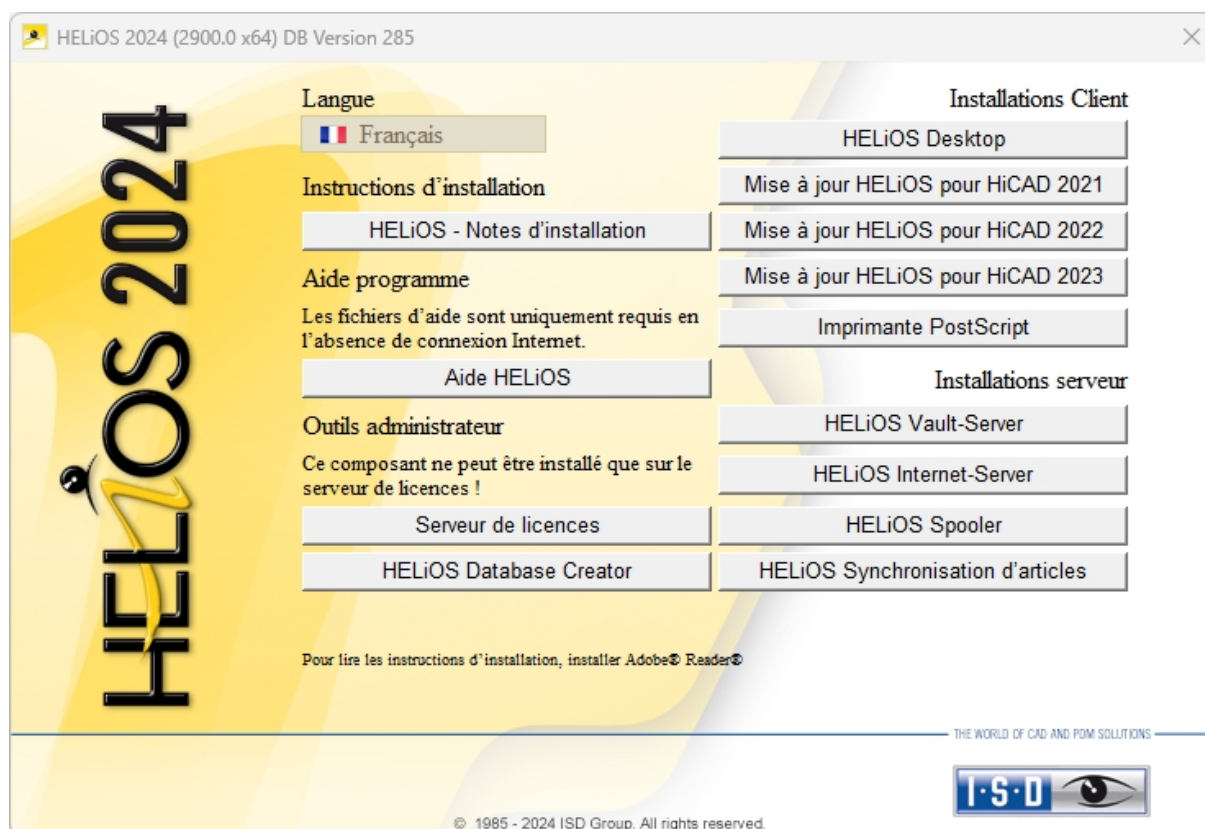 HELiOS 2024 (2900.0 x64) DB Version 285
HELiOS 2024
Langue
Français
Instructions d'installation
HELiOS - Notes d'installation
Aide programme
Les fichiers d'aide sont uniquement requis en
l'absence de connexion Internet.
Aide HELiOS
Outils administrateur
Ce composant ne peut être installé que sur le
serveur de licences !
Serveur de licences
HELiOS Database Creator
Installations Client
HELiOS Desktop
Mise à jour HELiOS pour HiCAD 2021
Mise à jour HELiOS pour HiCAD 2022
Mise à jour HELiOS pour HiCAD 2023
Imprimante PostScript
Installations serveur
HELiOS Vault-Server
HELiOS Internet-Server
HELiOS Spooler
HELiOS Synchronisation d'articles
Pour lire les instructions d'installation, installer Adobe® Reader®
THE WORLD OF CAD AND PDM SOLUTIONS
I·S·D
© 1985 - 2024 ISD Group. All rights reserved.